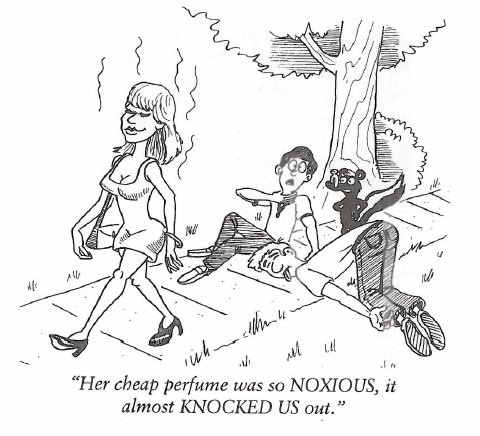 "Her cheap perfume was so NOXIOUS, it
almost KNOCKED US out."